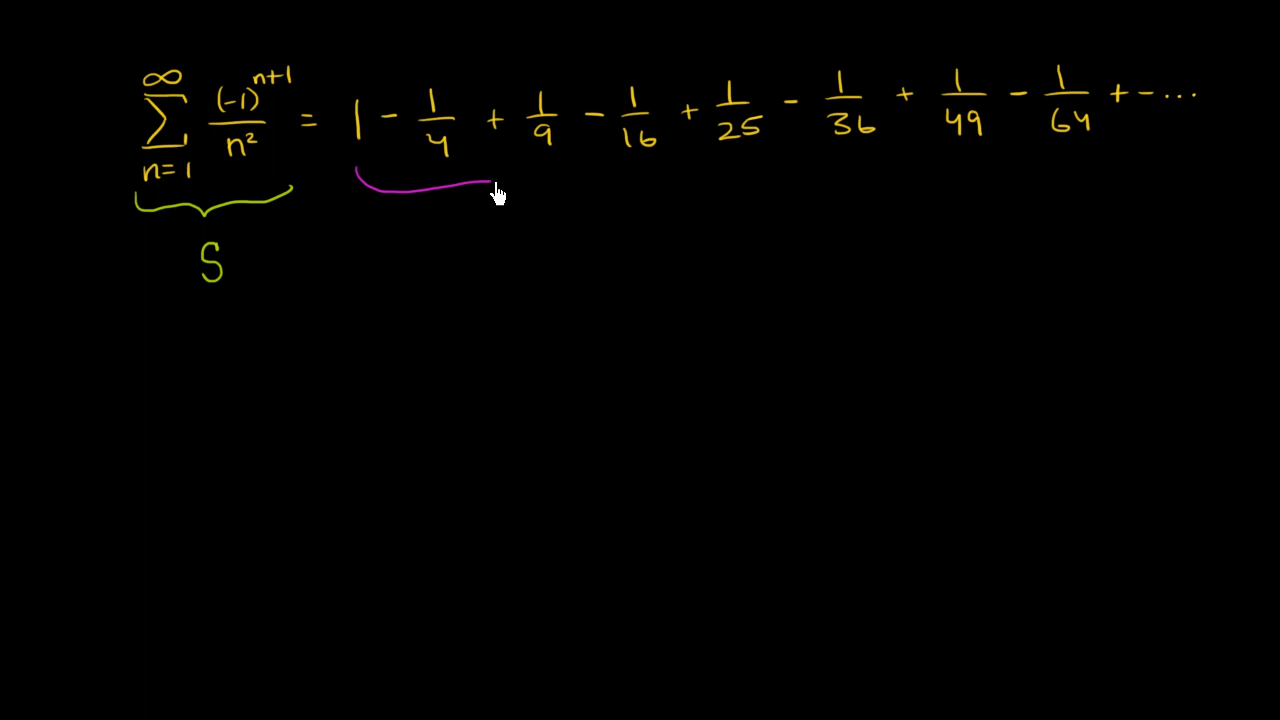 ∞
∑ (-1)^(n+1) / n² = 1 - 1/4 + 1/9 - 1/16 + 1/25 - 1/36 + 1/49 - 1/64 + - ...
n=1
S